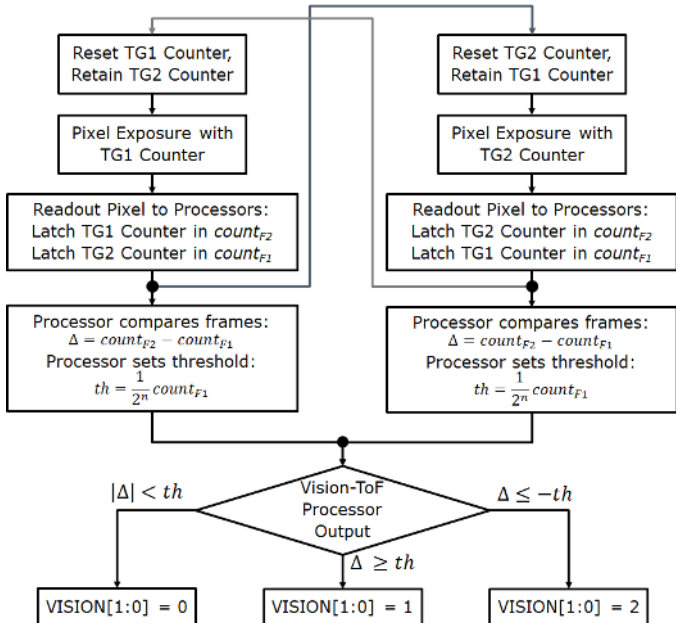 Reset TG1 Counter,
Retain TG2 Counter
Pixel Exposure with
TG1 Counter
Readout Pixel to Processors:
Latch TG1 Counter in count_F2
Latch TG2 Counter in count_F1
Processor compares frames:
Δ = count_F2 − count_F1
Processor sets threshold:
th = 1/2^n count_F1
Reset TG2 Counter,
Retain TG1 Counter
Pixel Exposure with
TG2 Counter
Readout Pixel to Processors:
Latch TG2 Counter in count_F2
Latch TG1 Counter in count_F1
Processor compares frames:
Δ = count_F2 − count_F1
Processor sets threshold:
th = 1/2^n count_F1
Vision-ToF
Processor
Output
|Δ| < th
Δ ≥ th
Δ ≤ −th
VISION[1:0] = 0
VISION[1:0] = 1
VISION[1:0] = 2